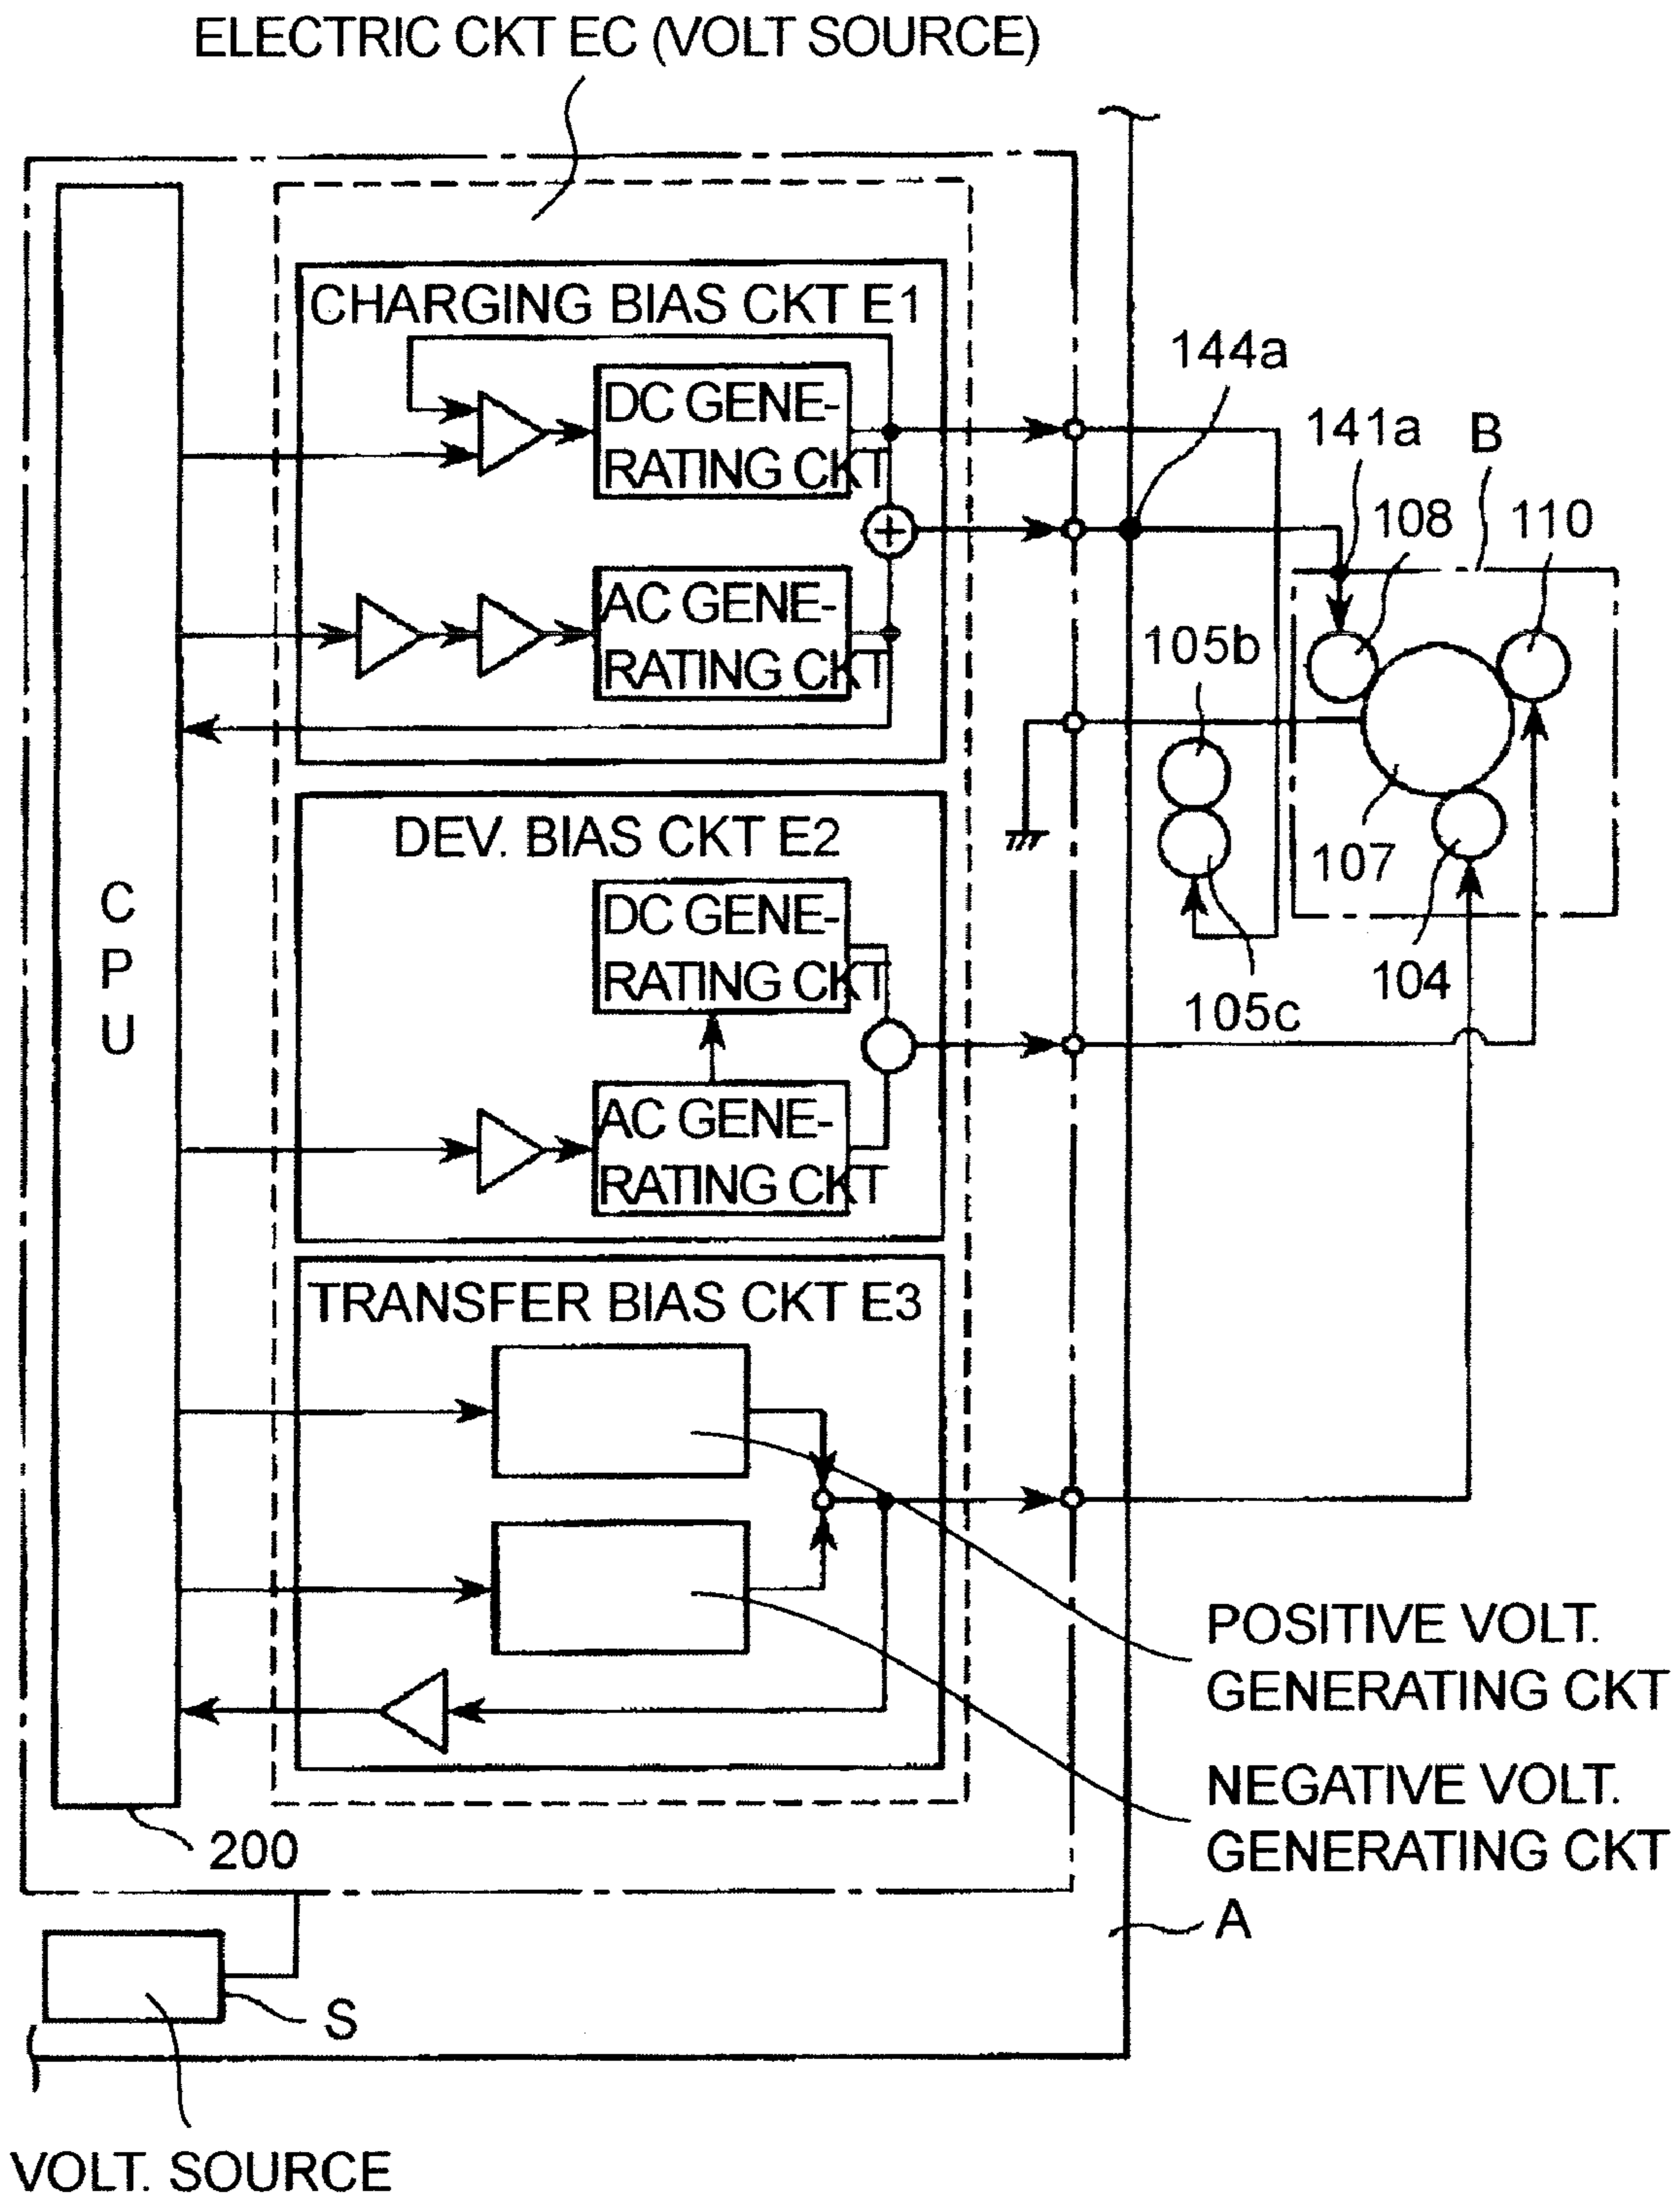 ELECTRIC CKT EC (VOLT SOURCE)
CHARGING BIAS CKT E1
DC GENE-
RATING CKT
+
AC GENE-
RATING CKT
144a
141a
B
108
110
105b
107
104
105c
DEV. BIAS CKT E2
DC GENE-
RATING CKT
AC GENE-
RATING CKT
C
P
U
TRANSFER BIAS CKT E3
POSITIVE VOLT.
GENERATING CKT
NEGATIVE VOLT.
GENERATING CKT
200
A
S
VOLT. SOURCE